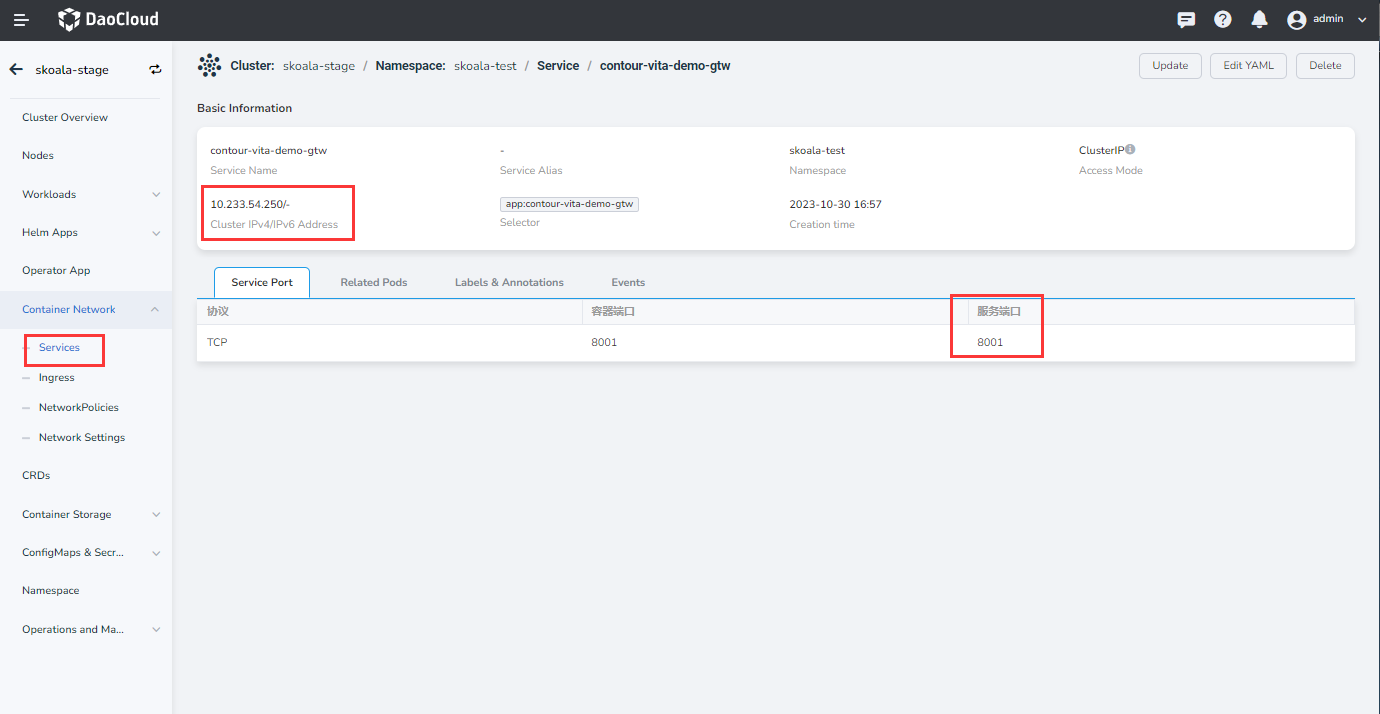 DaoCloud
admin
skoala-stage
Cluster Overview
Nodes
Workloads
Helm Apps
Operator App
Container Network
Services
Ingress
NetworkPolicies
Network Settings
CRDs
Container Storage
ConfigMaps & Secr...
Namespace
Operations and Ma...
Cluster: skoala-stage / Namespace: skoala-test / Service / contour-vita-demo-gtw
Update
Edit YAML
Delete
Basic Information
contour-vita-demo-gtw
Service Name
-
Service Alias
skoala-test
Namespace
ClusterIP
Access Mode
10.233.54.250/-
Cluster IPv4/IPv6 Address
app:contour-vita-demo-gtw
Selector
2023-10-30 16:57
Creation time
Service Port
Related Pods
Labels & Annotations
Events
协议
容器端口
服务端口
TCP
8001
8001